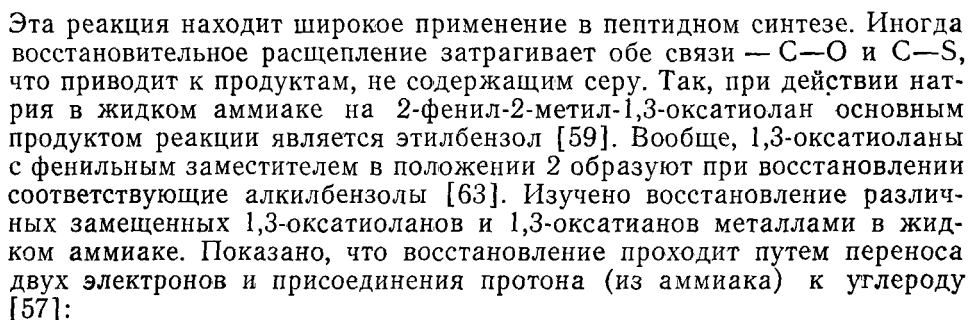 Эта реакция находит широкое применение в пептидном синтезе. Иногда
восстановительное расщепление затрагивает обе связи — С—О и С—S,
что приводит к продуктам, не содержащим серу. Так, при действии нат-
рия в жидком аммиаке на 2-фенил-2-метил-1,3-оксатиолан основным
продуктом реакции является этилбензол [59]. Вообще, 1,3-оксатиоланы
с фенильным заместителем в положении 2 образуют при восстановлении
соответствующие алкилбензолы [63]. Изучено восстановление различ-
ных замещенных 1,3-оксатиоланов и 1,3-оксатианов металлами в жид-
ком аммиаке. Показано, что восстановление проходит путем переноса
двух электронов и присоединения протона (из аммиака) к углероду
[57]: